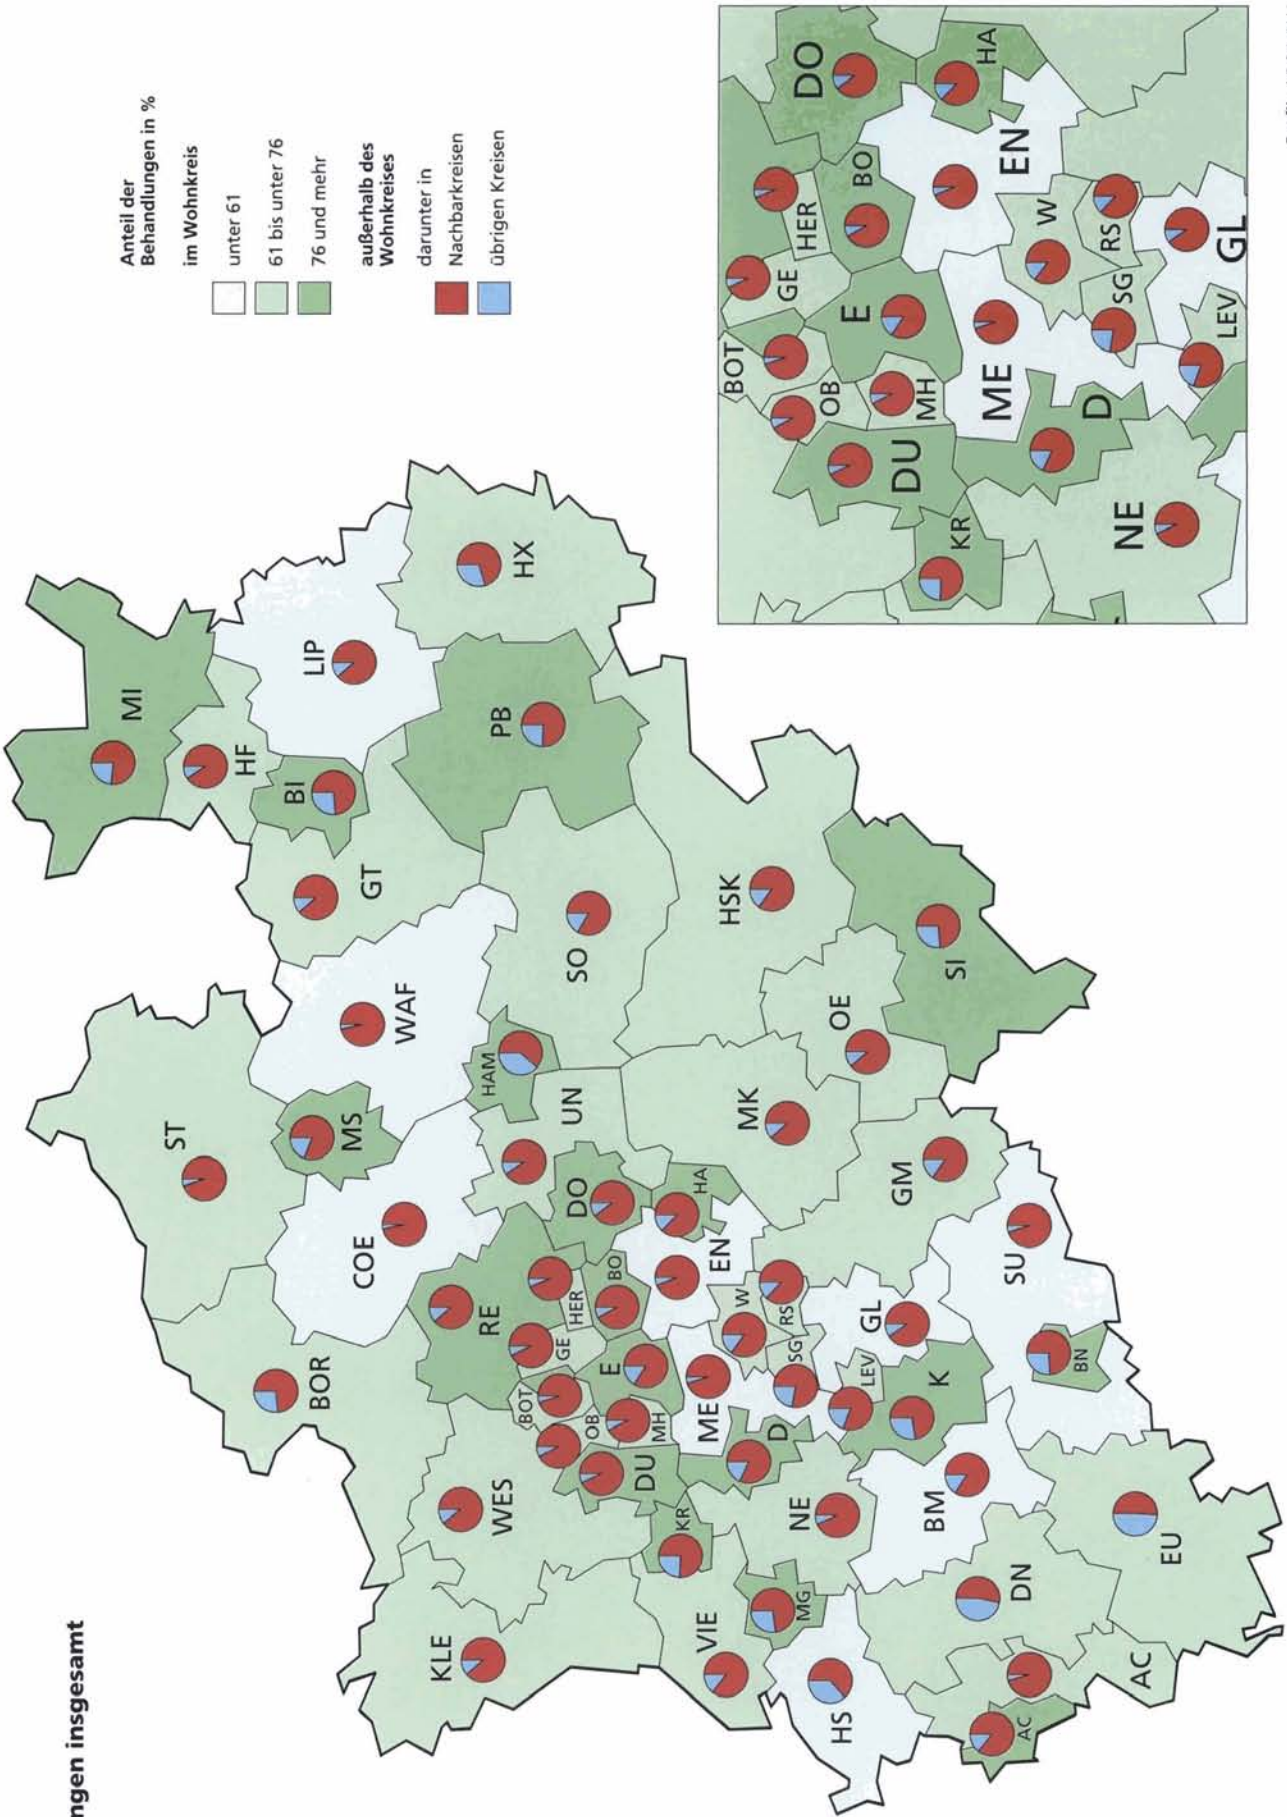 ngen insgesamt
Anteil der
Behandlungen in %
im Wohnkreis
unter 61
61 bis unter 76
76 und mehr
außerhalb des
Wohnkreises
darunter in
Nachbarkreisen
übrigen Kreisen
MI
HF
LIP
BI
HX
PB
GT
ST
WAF
MS
SO
HSK
SI
OE
HAM
UN
MK
COE
BOR
RE
DO
HA
GM
HER
BO
EN
GE
E
W
RS
SU
BOT
OB
MH
ME
SG
GL
LEV
K
BN
WES
DU
D
KR
NE
BM
KLE
VIE
MG
HS
DN
EU
AC
AC
DO
HA
BO
HER
EN
GE
W
RS
GL
BOT
E
SG
LEV
OB
MH
ME
DU
D
KR
NE